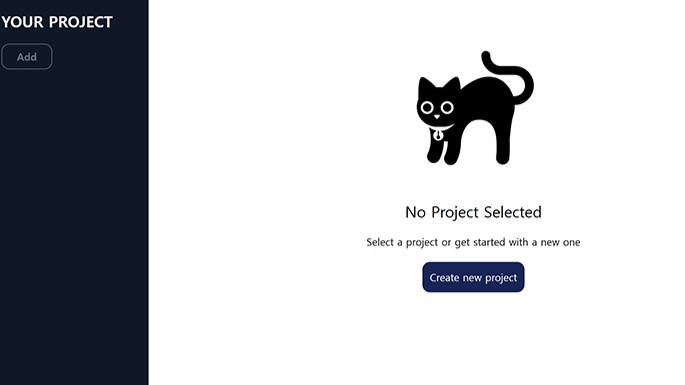 YOUR PROJECT
Add
No Project Selected
Select a project or get started with a new one
Create new project